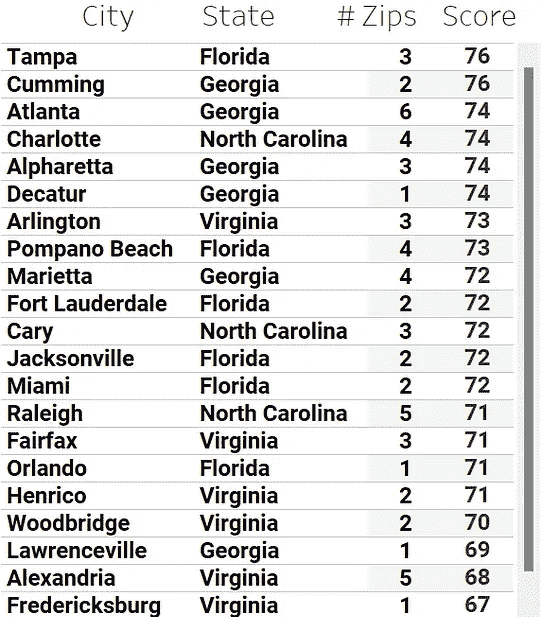 City State # Zips Score
Tampa Florida 3 76
Cumming Georgia 2 76
Atlanta Georgia 6 74
Charlotte North Carolina 4 74
Alpharetta Georgia 3 74
Decatur Georgia 1 74
Arlington Virginia 3 73
Pompano Beach Florida 4 73
Marietta Georgia 4 72
Fort Lauderdale Florida 2 72
Cary North Carolina 3 72
Jacksonville Florida 2 72
Miami Florida 2 72
Raleigh North Carolina 5 71
Fairfax Virginia 3 71
Orlando Florida 1 71
Henrico Virginia 2 71
Woodbridge Virginia 2 70
Lawrenceville Georgia 1 69
Alexandria Virginia 5 68
Fredericksburg Virginia 1 67